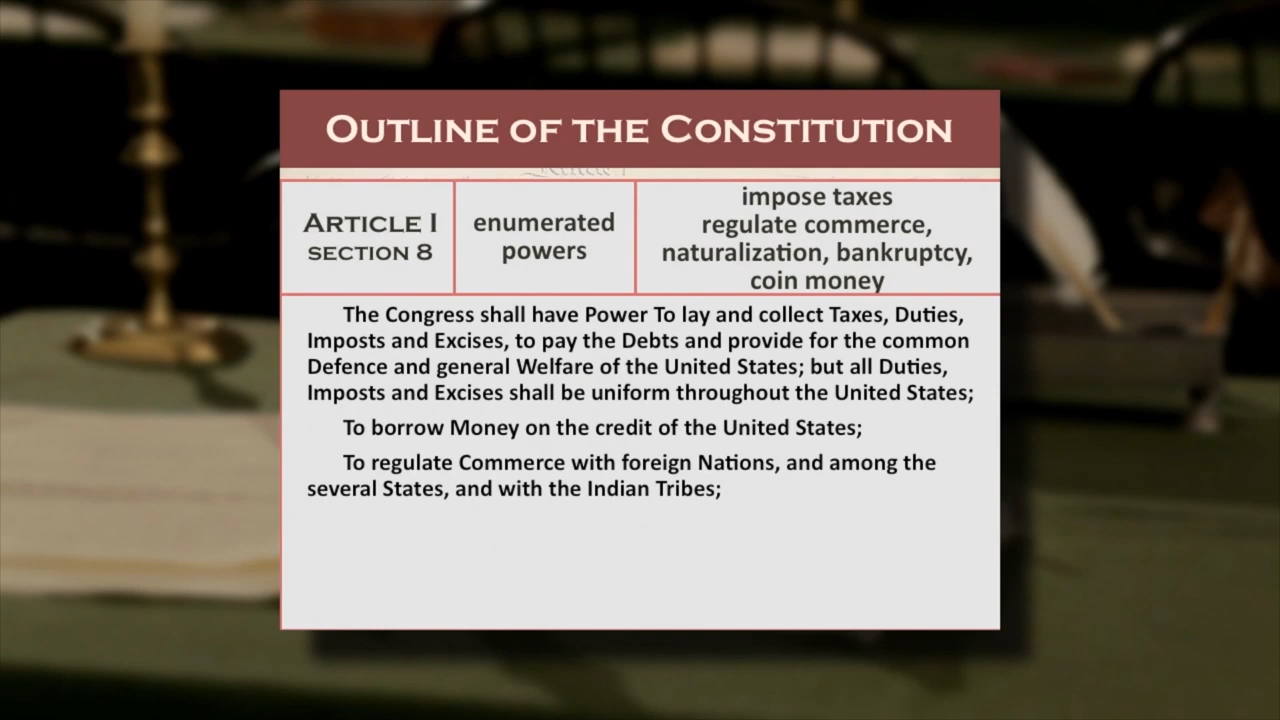 OUTLINE OF THE CONSTITUTION
ARTICLE I
SECTION 8
enumerated
powers
impose taxes
regulate commerce,
naturalization, bankruptcy,
coin money
The Congress shall have Power To lay and collect Taxes, Duties,
Imposts and Excises, to pay the Debts and provide for the common
Defence and general Welfare of the United States; but all Duties,
Imposts and Excises shall be uniform throughout the United States;
To borrow Money on the credit of the United States;
To regulate Commerce with foreign Nations, and among the
several States, and with the Indian Tribes;